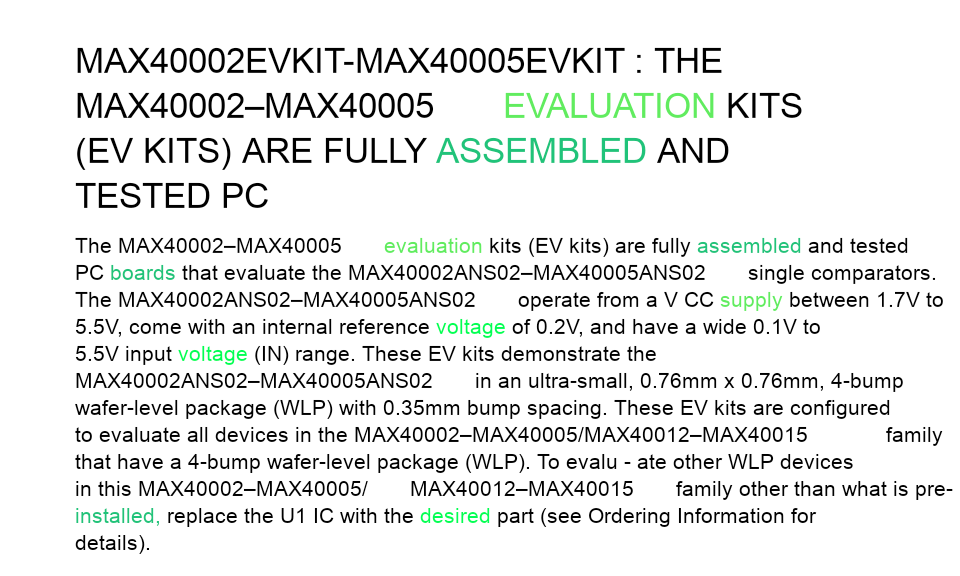 MAX40002EVKIT-MAX40005EVKIT : THE
MAX40002–MAX40005 EVALUATION KITS
(EV KITS) ARE FULLY ASSEMBLED AND
TESTED PC
The MAX40002–MAX40005 evaluation kits (EV kits) are fully assembled and tested
PC boards that evaluate the MAX40002ANS02–MAX40005ANS02 single comparators.
The MAX40002ANS02–MAX40005ANS02 operate from a V CC supply between 1.7V to
5.5V, come with an internal reference voltage of 0.2V, and have a wide 0.1V to
5.5V input voltage (IN) range. These EV kits demonstrate the
MAX40002ANS02–MAX40005ANS02 in an ultra-small, 0.76mm x 0.76mm, 4-bump
wafer-level package (WLP) with 0.35mm bump spacing. These EV kits are configured
to evaluate all devices in the MAX40002–MAX40005/MAX40012–MAX40015 family
that have a 4-bump wafer-level package (WLP). To evalu - ate other WLP devices
in this MAX40002–MAX40005/ MAX40012–MAX40015 family other than what is pre-
installed, replace the U1 IC with the desired part (see Ordering Information for
details).